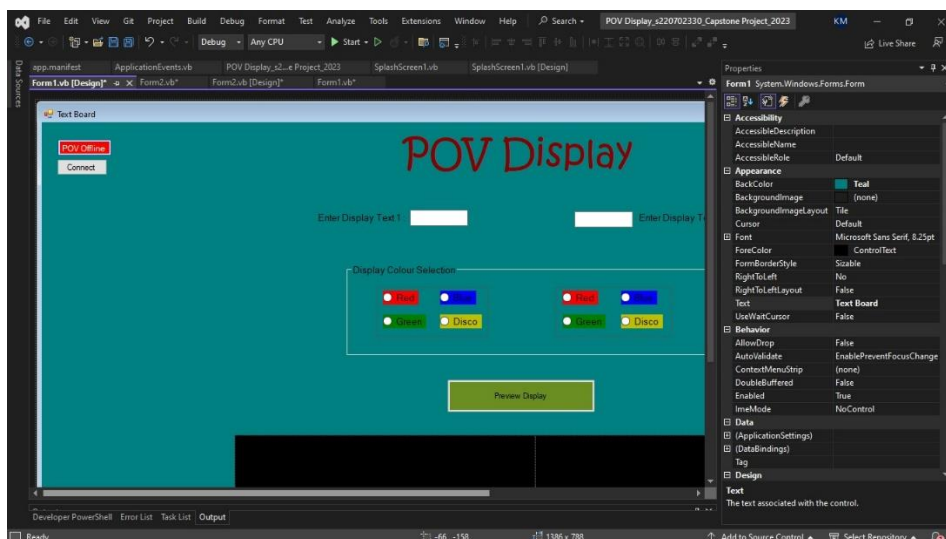 File Edit View Git Project Build Debug Format Test Analyze Tools Extensions Window Help Search POV Display_s220702330_Capstone Project_2023 KM
Debug Any CPU Start Live Share
app.manifest ApplicationEvents.vb POV Display_s2...e Project_2023 SplashScreen1.vb SplashScreen1.vb [Design]
Form1.vb [Design]* Form2.vb* Form2.vb [Design]* Form1.vb*
Data Sources
Text Board
POV Offline
Connect
POV Display
Enter Display Text 1: Enter Display T
Display Colour Selection
Red Blue Red Blue
Green Disco Green Disco
Preview Display
Developer PowerShell Error List Task List Output
Properties
Form1 System.Windows.Forms.Form
Accessibility
AccessibleDescription
AccessibleName
AccessibleRole Default
Appearance
BackColor Teal
BackgroundImage (none)
BackgroundImageLayout Tile
Cursor Default
Font Microsoft Sans Serif, 8.25pt
ForeColor ControlText
FormBorderStyle Sizable
RightToLeft No
RightToLeftLayout False
Text Text Board
UseWaitCursor False
Behavior
AllowDrop False
AutoValidate EnablePreventFocusChange
ContextMenuStrip (none)
DoubleBuffered False
Enabled True
ImeMode NoControl
Data
(ApplicationSettings)
(DataBindings)
Tag
Design
Text
The text associated with the control.
Ready -66, -158 1386 x 788 Add to Source Control Select Repository